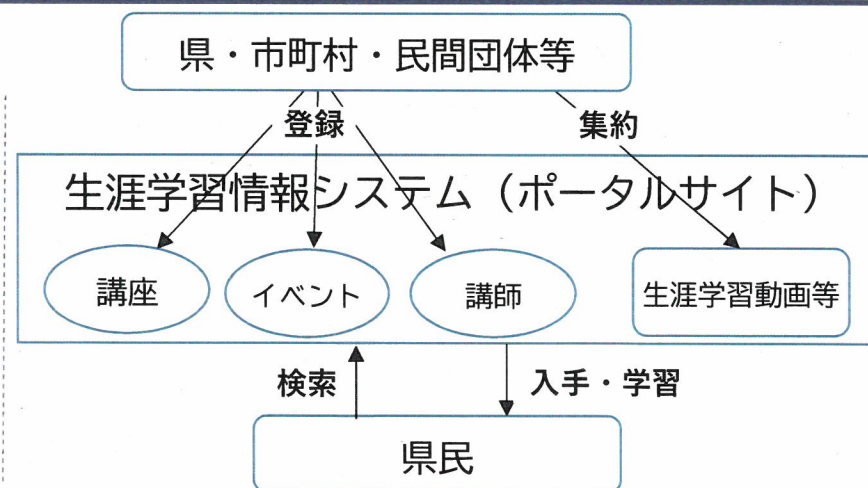 県・市町村・民間団体等
登録
集約
生涯学習情報システム（ポータルサイト）
講座
イベント
講師
生涯学習動画等
検索
入手・学習
県民